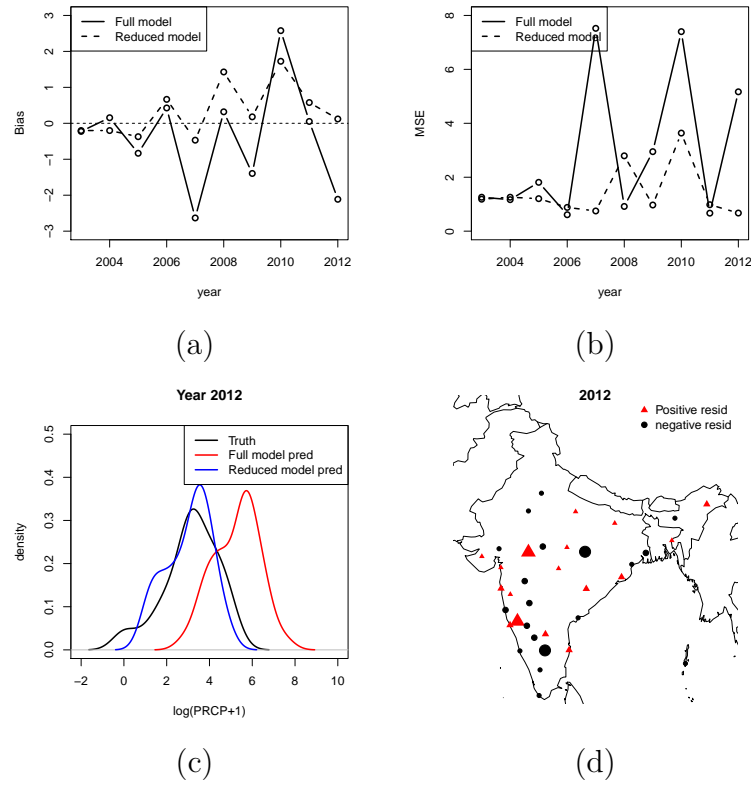 Full model
Reduced model
3
2
1
0
-1
-2
-3
Bias
2004 2006 2008 2010 2012
year
(a)
Full model
Reduced model
8
6
4
2
0
MSE
2004 2006 2008 2010 2012
year
(b)
Year 2012
Truth
Full model pred
Reduced model pred
0.5
0.4
0.3
0.2
0.1
0.0
density
−2 0 2 4 6 8 10
log(PRCP+1)
(c)
2012
Positive resid
negative resid
(d)